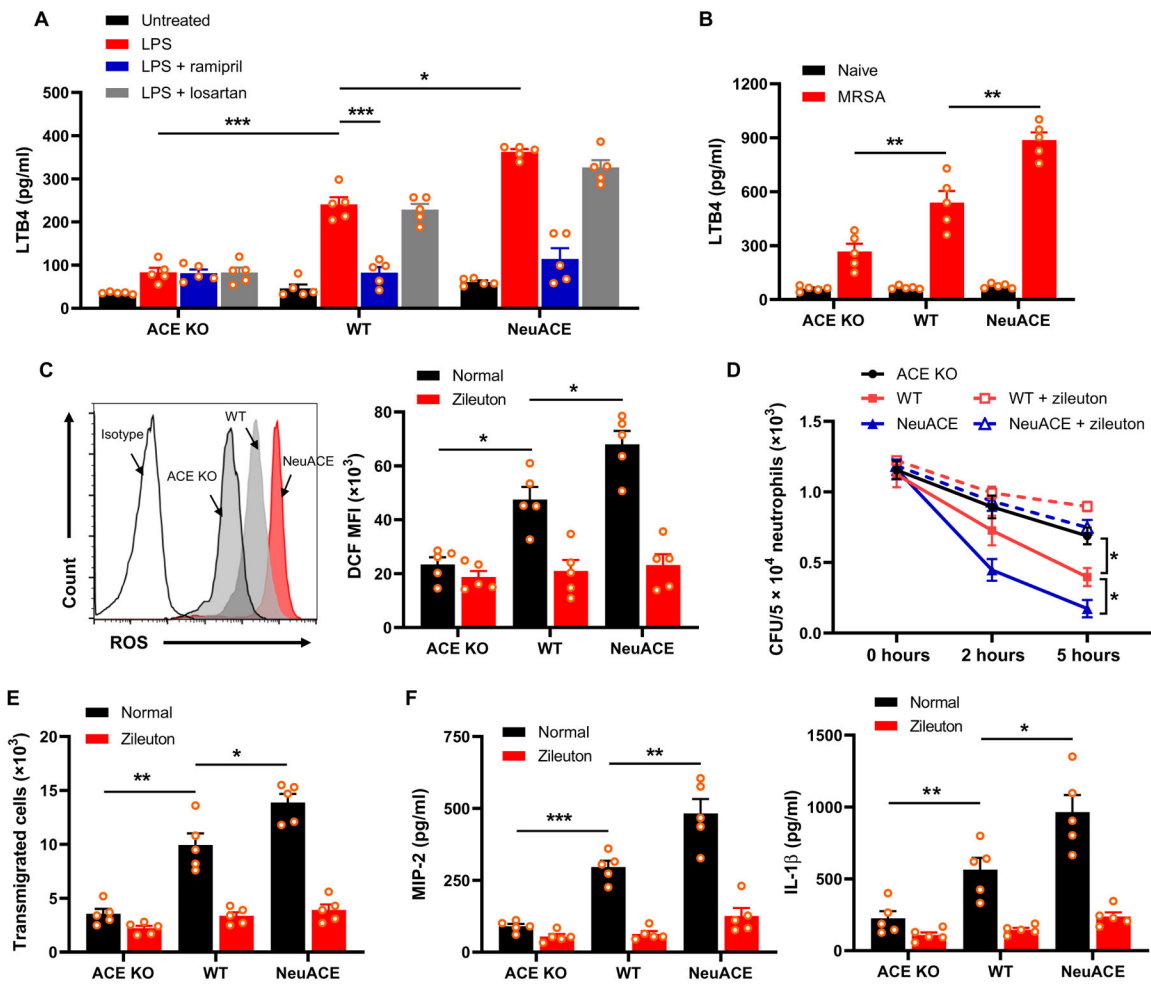 A
Untreated
LPS
LPS + ramipril
LPS + losartan
LTB4 (pg/ml)
500
400
300
200
100
0
***
***
*
ACE KO
WT
NeuACE
B
Naive
MRSA
LTB4 (pg/ml)
1200
900
600
300
0
**
**
ACE KO
WT
NeuACE
C
Count
Isotype
WT
ACE KO
NeuACE
ROS
Normal
Zileuton
DCF MFI (×10³)
80
60
40
20
0
*
*
ACE KO
WT
NeuACE
D
ACE KO
WT
WT + zileuton
NeuACE
NeuACE + zileuton
CFU/5 × 10⁴ neutrophils (×10³)
1.5
1.0
0.5
0.0
*
*
0 hours
2 hours
5 hours
E
Normal
Zileuton
Transmigrated cells (×10³)
20
15
10
5
0
**
*
ACE KO
WT
NeuACE
F
Normal
Zileuton
MIP-2 (pg/ml)
750
500
250
0
***
**
ACE KO
WT
NeuACE
Normal
Zileuton
IL-1β (pg/ml)
1500
1000
500
0
**
*
ACE KO
WT
NeuACE